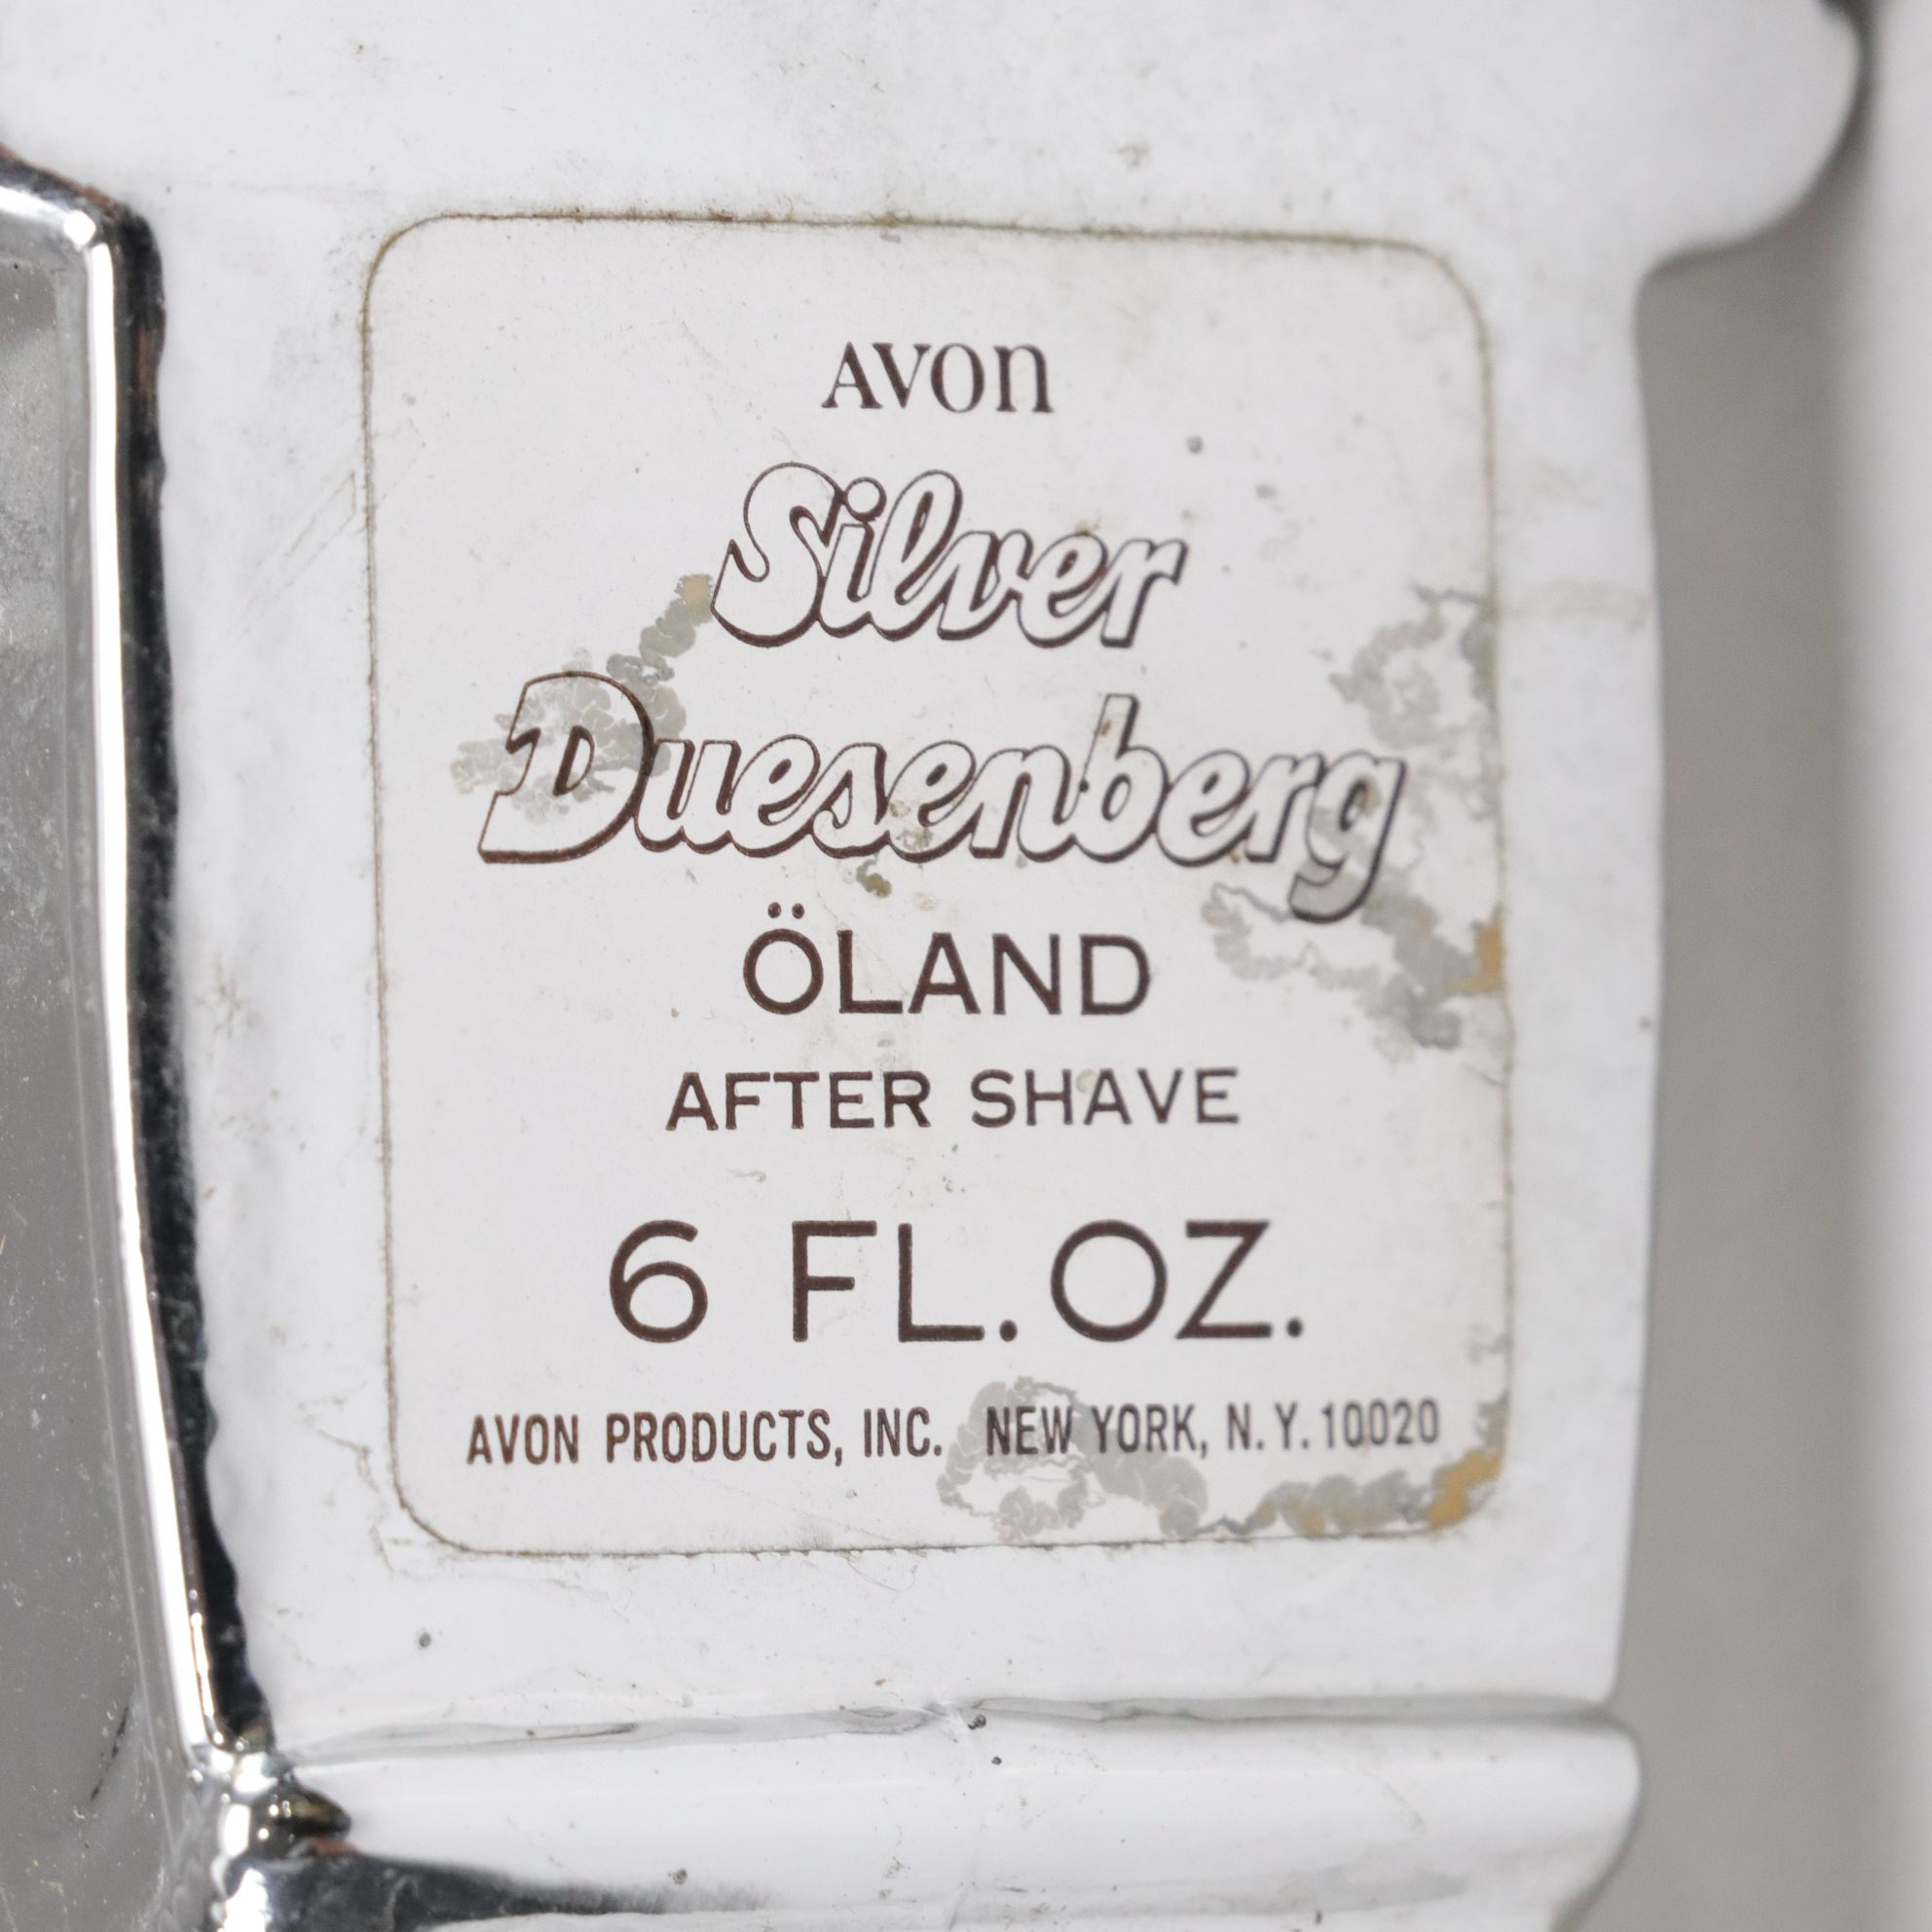 AVON
Silver
Duesenberg
ÖLAND
AFTER SHAVE
6 FL. OZ.
AVON PRODUCTS, INC. NEW YORK, N. Y. 10020